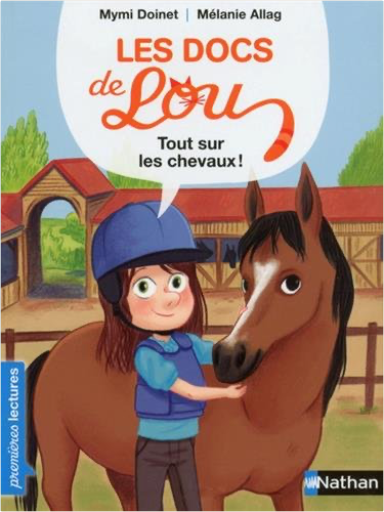 Mymi Doinet | Mélanie Allag
LES DOCS
de Lou
Tout sur
les chevaux !
premières lectures
Nathan